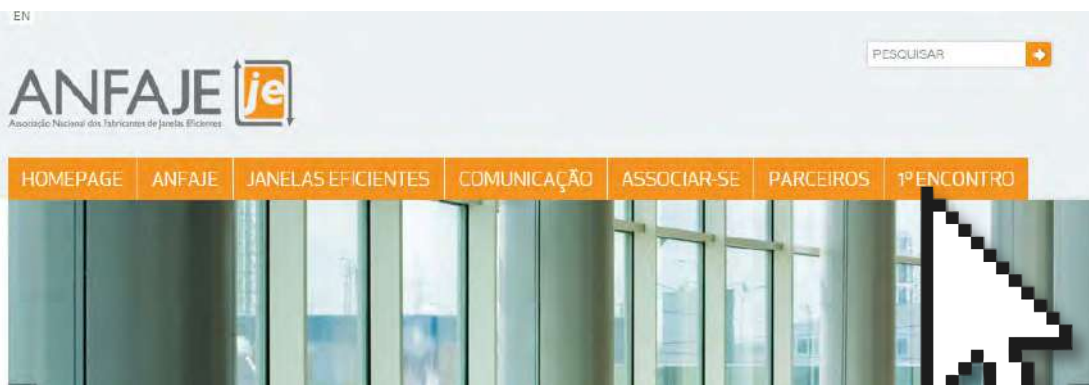 EN
PESQUISAR
ANFAJE je
Associação Nacional dos Fabricantes de Janelas Eficientes
HOMEPAGE ANFAJE JANELAS EFICIENTES COMUNICAÇÃO ASSOCIAR-SE PARCEIROS 1º ENCONTRO